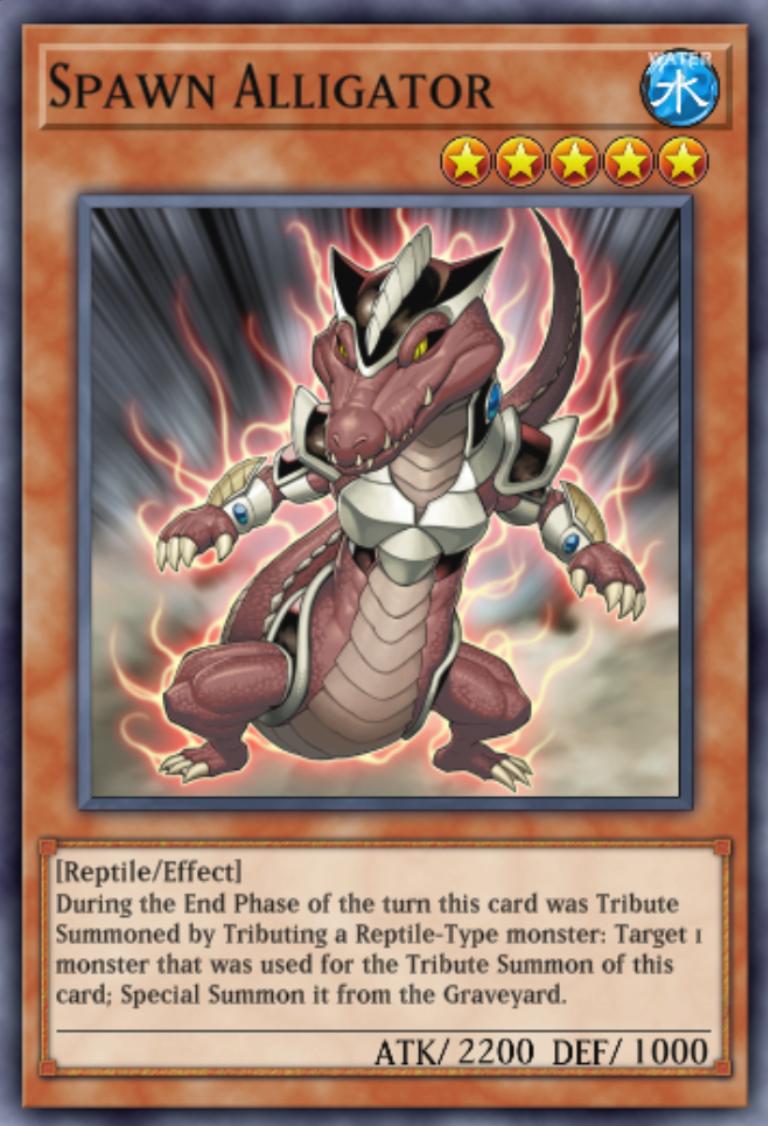 SPAWN ALLIGATOR
WATER
水
[Reptile/Effect]
During the End Phase of the turn this card was Tribute
Summoned by Tributing a Reptile-Type monster: Target 1
monster that was used for the Tribute Summon of this
card; Special Summon it from the Graveyard.
ATK/ 2200 DEF/ 1000